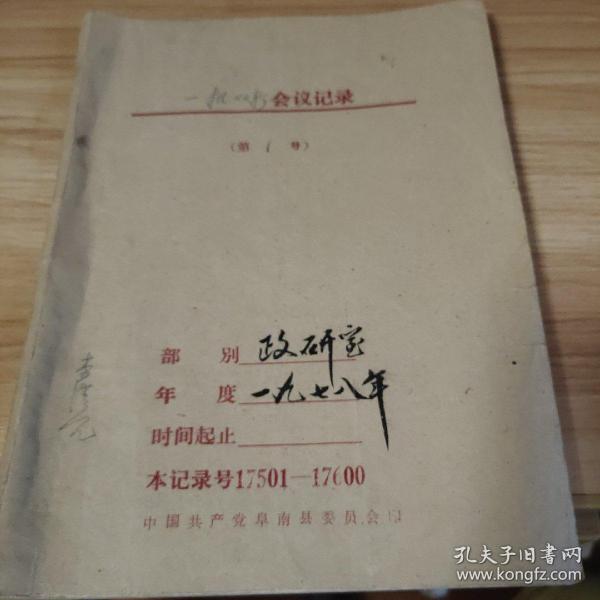 会议记录
(第 1 号)
部 别 政研室
年 度 一九七八年
时间起止
本记录号17501—17600
中国共产党阜南县委员会印
孔夫子旧书网
www.kongfz.com